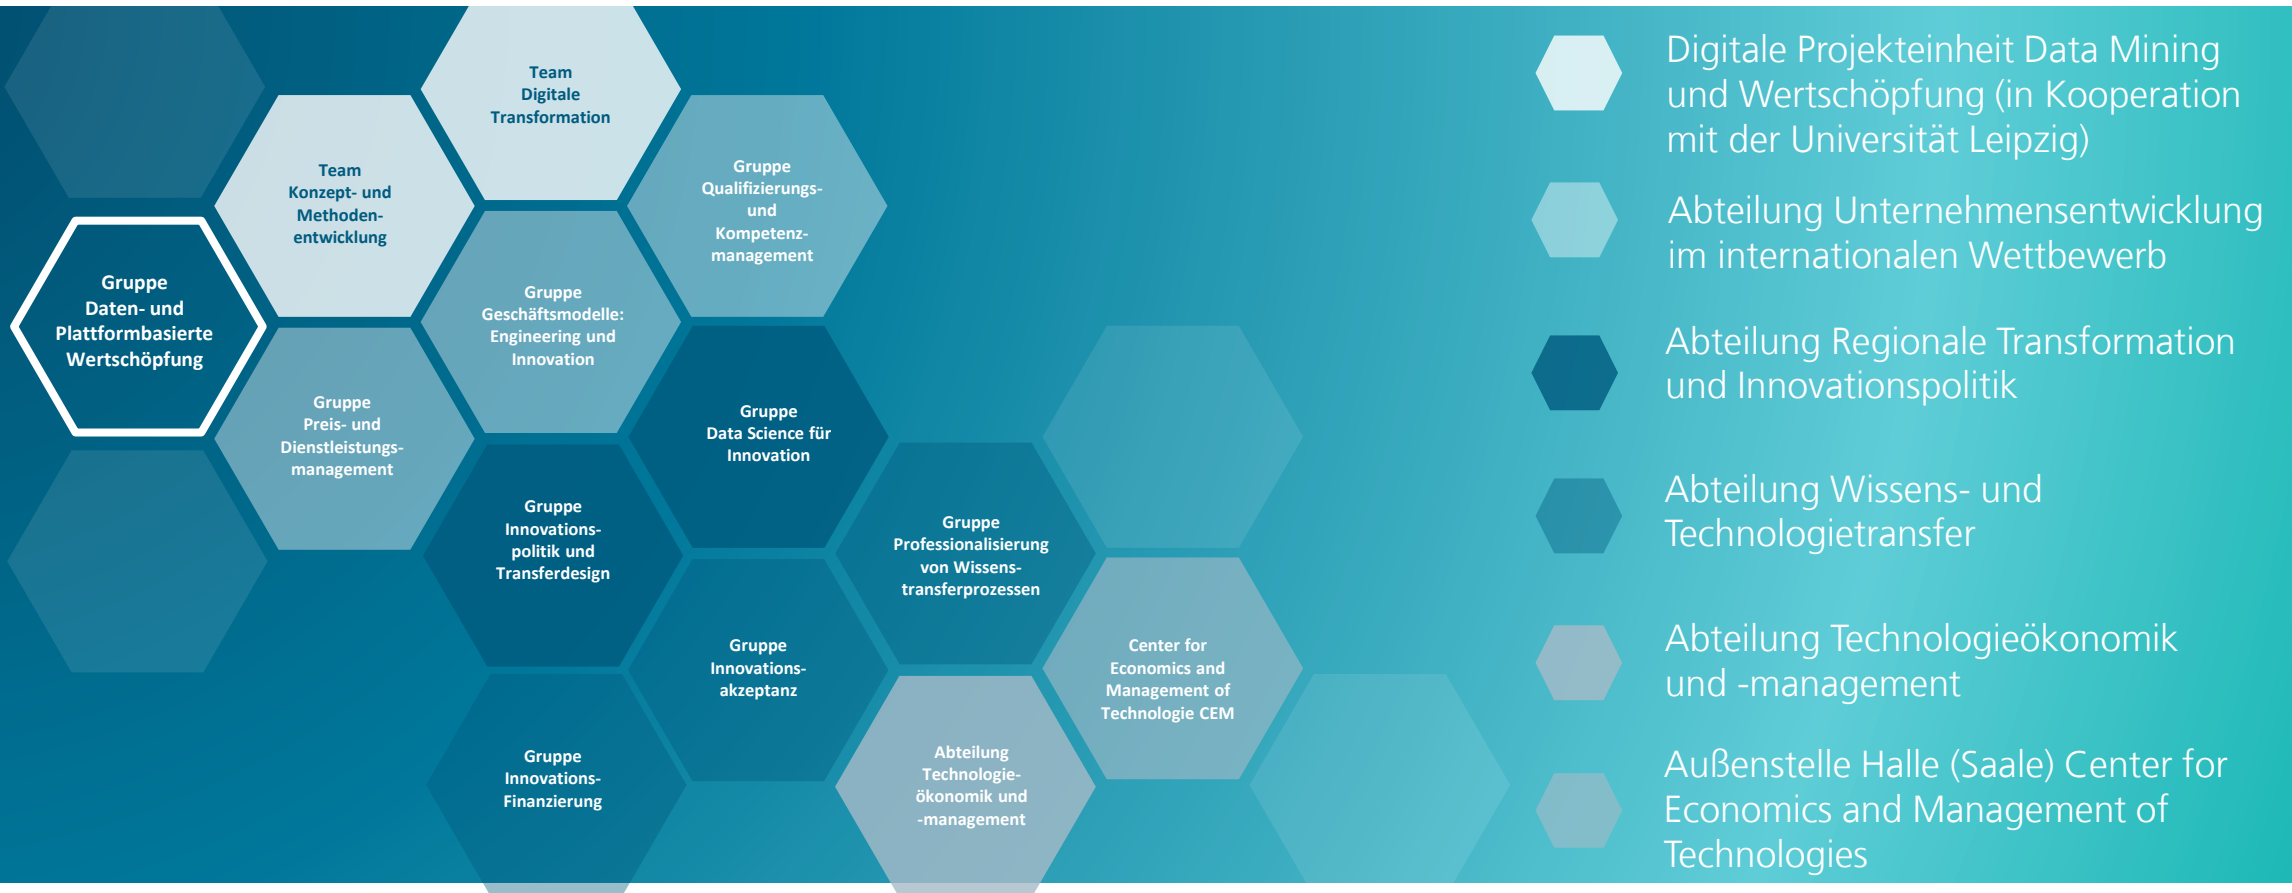 Team
Digitale
Transformation
Team
Konzept- und
Methoden-
entwicklung
Gruppe
Qualifizierungs-
und
Kompetenz-
management
Gruppe
Daten- und
Plattformbasierte
Wertschöpfung
Gruppe
Geschäftsmodelle:
Engineering und
Innovation
Gruppe
Preis- und
Dienstleistungs-
management
Gruppe
Data Science für
Innovation
Gruppe
Innovations-
politik und
Transferdesign
Gruppe
Professionalisierung
von Wissens-
transferprozessen
Gruppe
Innovations-
akzeptanz
Center for
Economics and
Management of
Technologie CEM
Gruppe
Innovations-
Finanzierung
Abteilung
Technologie-
ökonomik und
-management
Digitale Projekteinheit Data Mining
und Wertschöpfung (in Kooperation
mit der Universität Leipzig)
Abteilung Unternehmensentwicklung
im internationalen Wettbewerb
Abteilung Regionale Transformation
und Innovationspolitik
Abteilung Wissens- und
Technologietransfer
Abteilung Technologieökonomik
und -management
Außenstelle Halle (Saale) Center for
Economics and Management of
Technologies